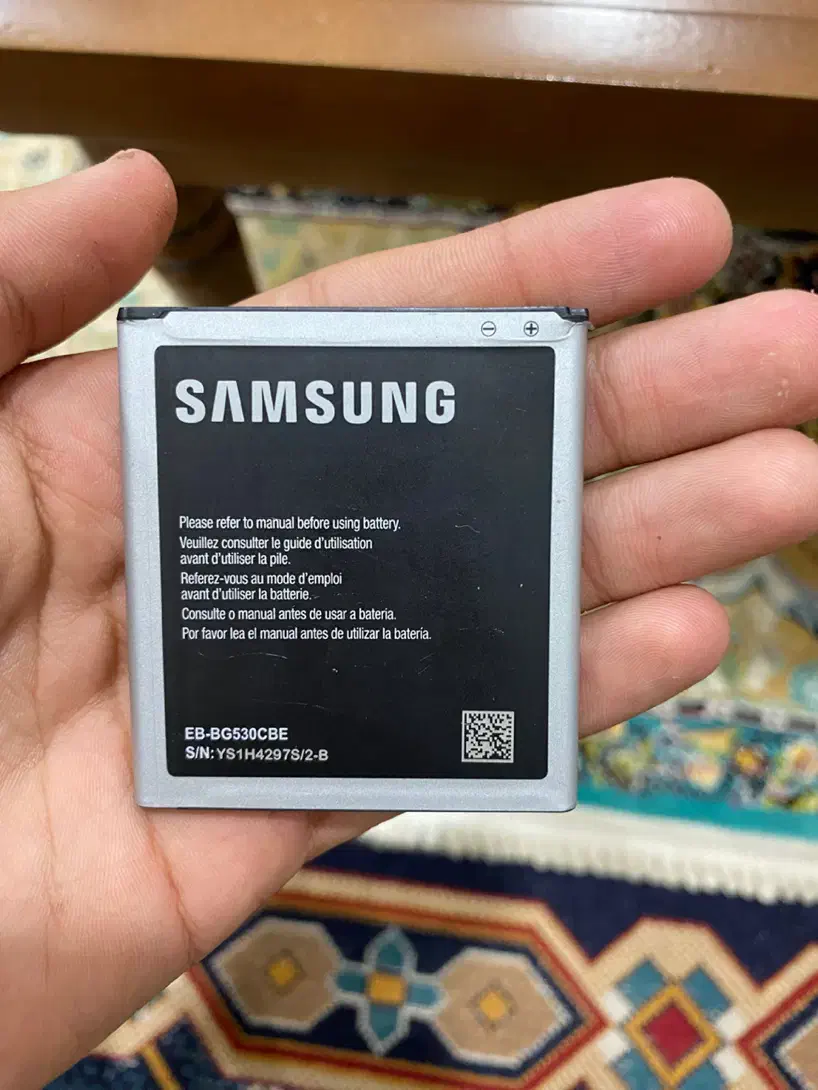 SAMSUNG
Please refer to manual before using battery.
Veuillez consulter le guide d'utilisation
avant d'utiliser la pile.
Referez-vous au mode d'emploi
avant d'utiliser la batterie.
Consulte o manual antes de usar a bateria.
Por favor lea el manual antes de utilizar la batería.
EB-BG530CBE
S/N: YS1H4297S/2-B